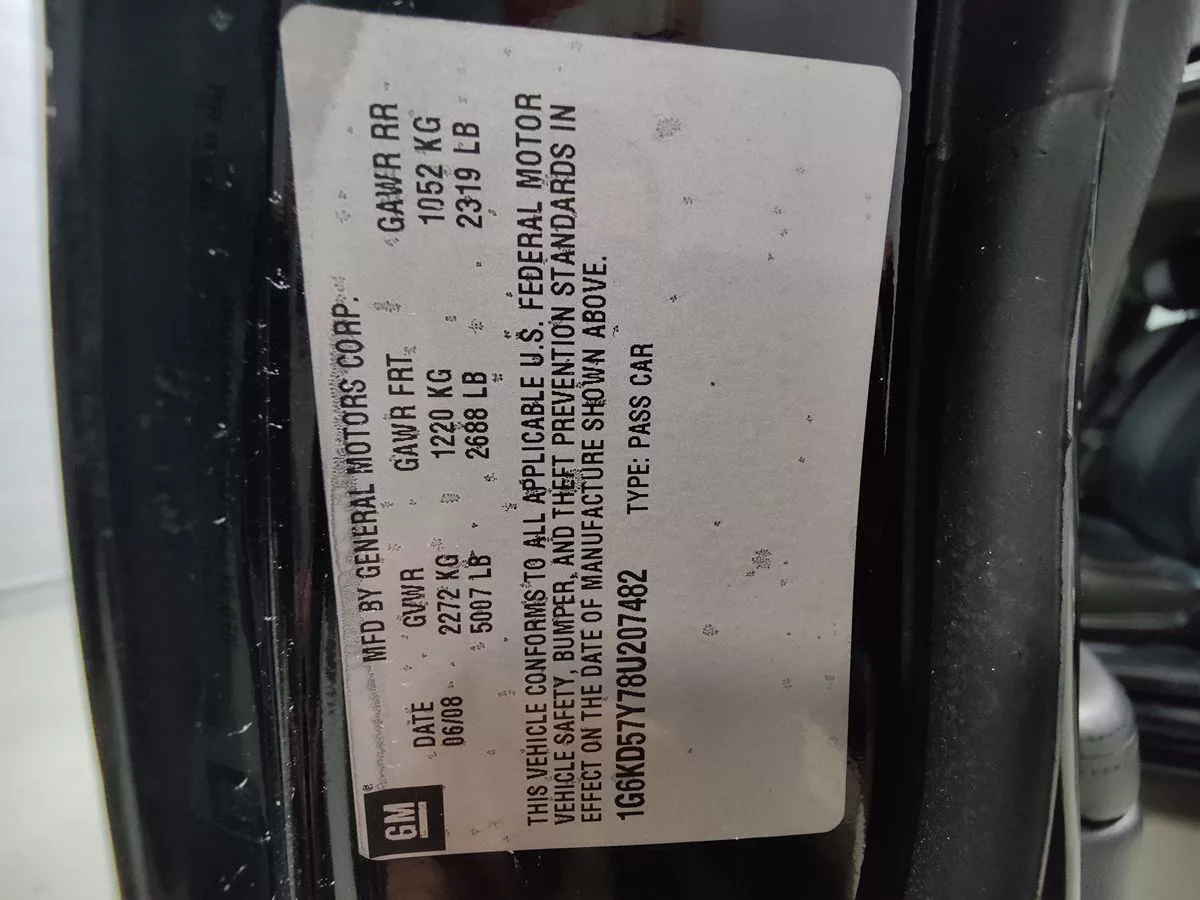 GM
MFD BY GENERAL MOTORS CORP.
DATE GVWR GAWR FRT GAWR RR
06/08 2272 KG 1220 KG 1052 KG
5007 LB 2688 LB 2319 LB
THIS VEHICLE CONFORMS TO ALL APPLICABLE U.S. FEDERAL MOTOR
VEHICLE SAFETY, BUMPER, AND THEFT PREVENTION STANDARDS IN
EFFECT ON THE DATE OF MANUFACTURE SHOWN ABOVE.
1G6KD57Y78U207482 TYPE: PASS CAR